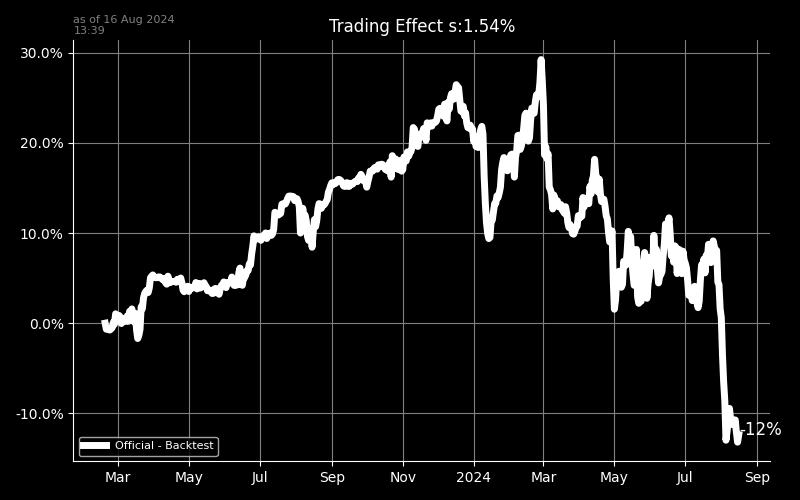 as of 16 Aug 2024
13:39
Trading Effect s:1.54%
30.0%
20.0%
10.0%
0.0%
-10.0%
-12%
Official - Backtest
Mar May Jul Sep Nov 2024 Mar May Jul Sep